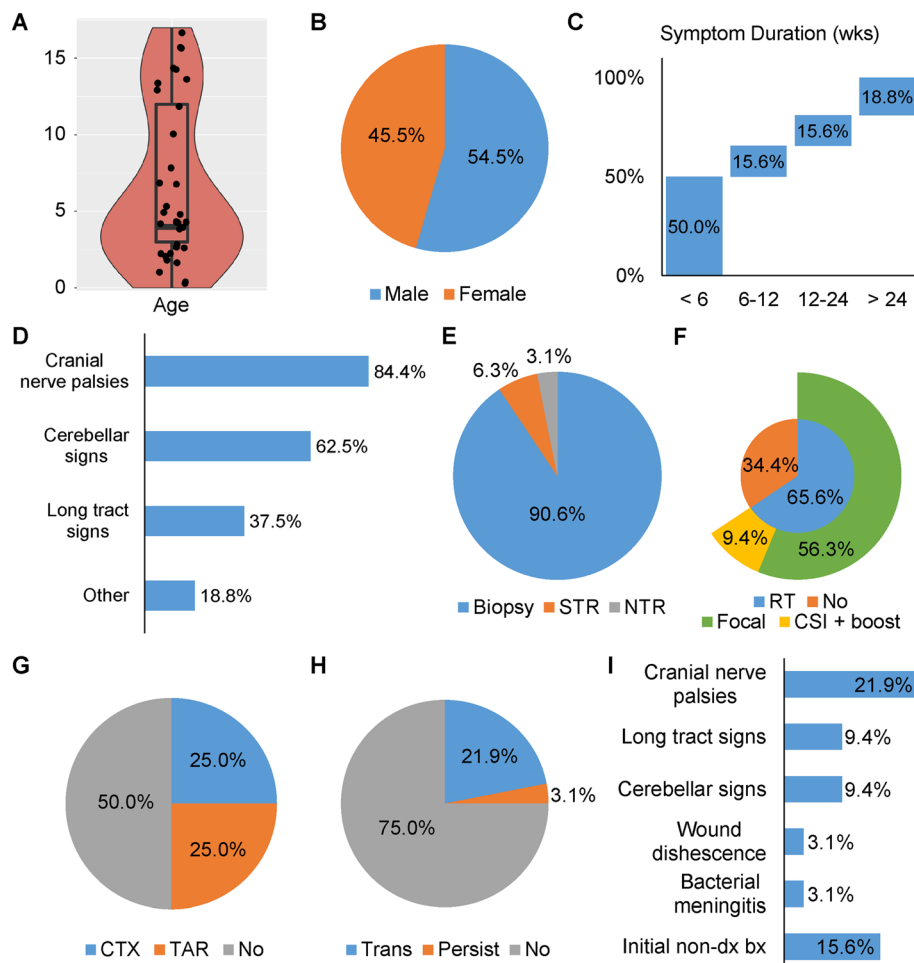 A
15
10
5
0
Age
B
45.5%
54.5%
Male
Female
C
Symptom Duration (wks)
100%
50%
0%
50.0%
15.6%
15.6%
18.8%
< 6
6-12
12-24
> 24
D
Cranial
nerve palsies
84.4%
Cerebellar
signs
62.5%
Long tract
signs
37.5%
Other
18.8%
E
6.3%
3.1%
90.6%
Biopsy
STR
NTR
F
34.4%
65.6%
9.4%
56.3%
RT
No
Focal
CSI + boost
G
25.0%
50.0%
25.0%
CTX
TAR
No
H
21.9%
3.1%
75.0%
Trans
Persist
No
I
Cranial nerve
palsies
21.9%
Long tract signs
9.4%
Cerebellar signs
9.4%
Wound
dishescence
3.1%
Bacterial
meningitis
3.1%
Initial non-dx bx
15.6%